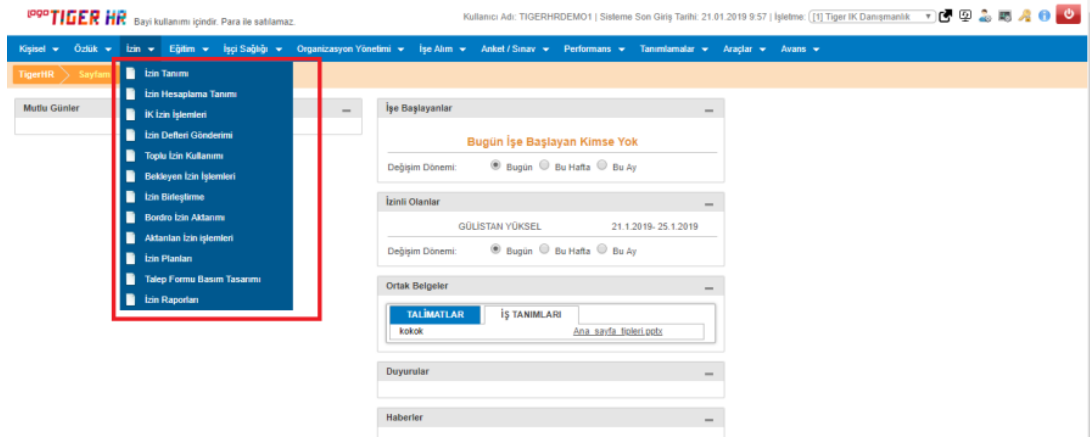 logo TIGER HR Bayi kullanımı içindir. Para ile satılamaz.
Kullanıcı Adı: TIGERHRDEMO1 | Sisteme Son Giriş Tarihi: 21.01.2019 9:57 | İşletme: [1] Tiger IK Danışmanlık
Kişisel Özlük İzin Eğitim İşçi Sağlığı Organizasyon Yönetimi İşe Alım Anket / Sınav Performans Tanımlamalar Araçlar Avans
TigerHR Sayfam
İzin Tanımı
İzin Hesaplama Tanımı
İK İzin İşlemleri
İzin Defteri Gönderimi
Toplu İzin Kullanımı
Bekleyen İzin İşlemleri
İzin Birleştirme
Bordro İzin Aktarımı
Aktarılan İzin işlemleri
İzin Planları
Talep Formu Basım Tasarımı
İzin Raporları
Mutlu Günler
İşe Başlayanlar
Bugün İşe Başlayan Kimse Yok
Değişim Dönemi: Bugün Bu Hafta Bu Ay
İzinli Olanlar
GÜLİSTAN YÜKSEL 21.1.2019- 25.1.2019
Değişim Dönemi: Bugün Bu Hafta Bu Ay
Ortak Belgeler
TALİMATLAR İŞ TANIMLARI
kokok Ana_sayfa_tipleri.pptx
Duyurular
Haberler